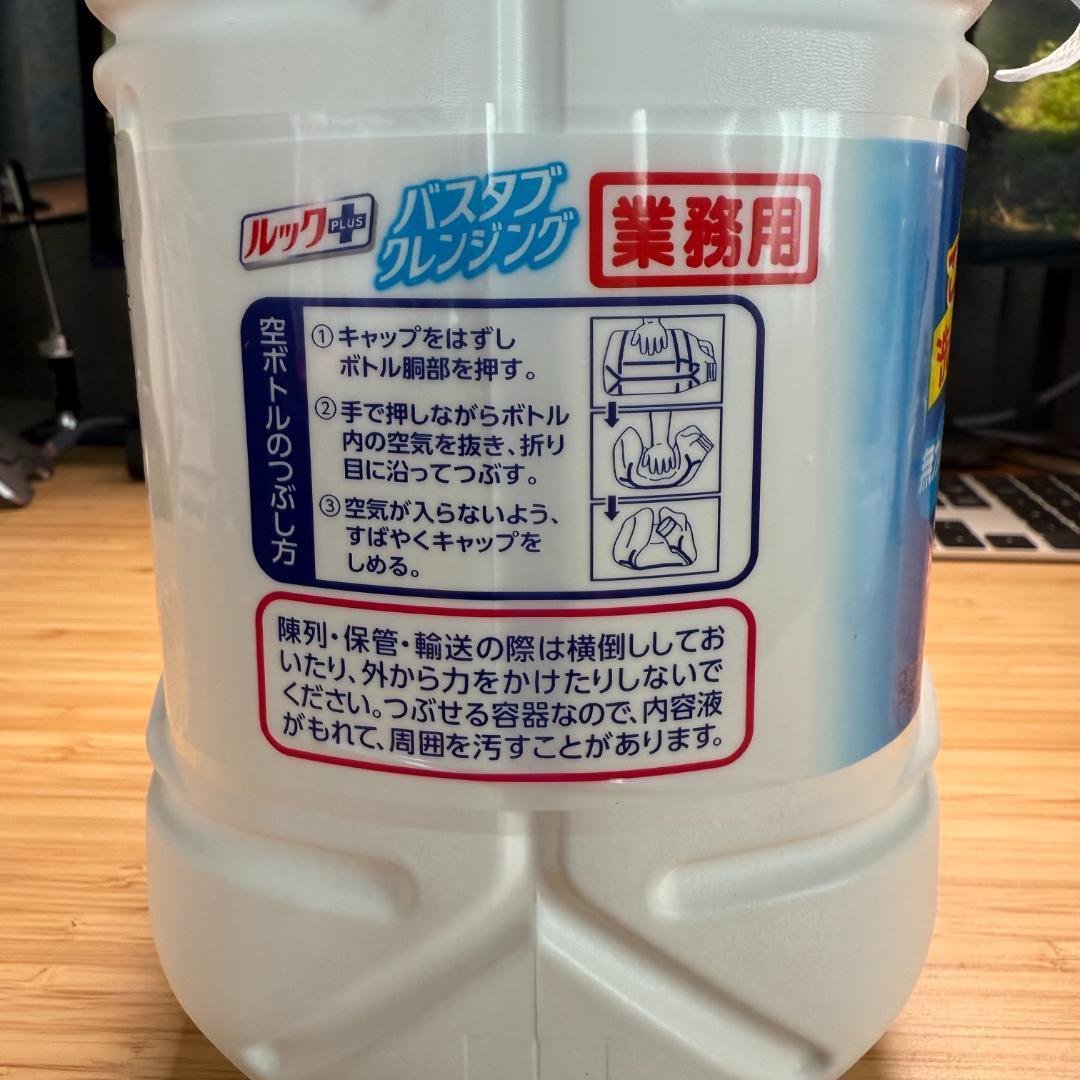 ルック PLUS
バスタブ
クレンジング
業務用
空ボトルのつぶし方
① キャップをはずし
ボトル胴部を押す。
② 手で押しながらボトル
内の空気を抜き、折り
目に沿ってつぶす。
③ 空気が入らないよう、
すばやくキャップを
しめる。
陳列・保管・輸送の際は横倒ししてお
いたり、外から力をかけたりしないで
ください。つぶせる容器なので、内容液
がもれて、周囲を汚すことがあります。